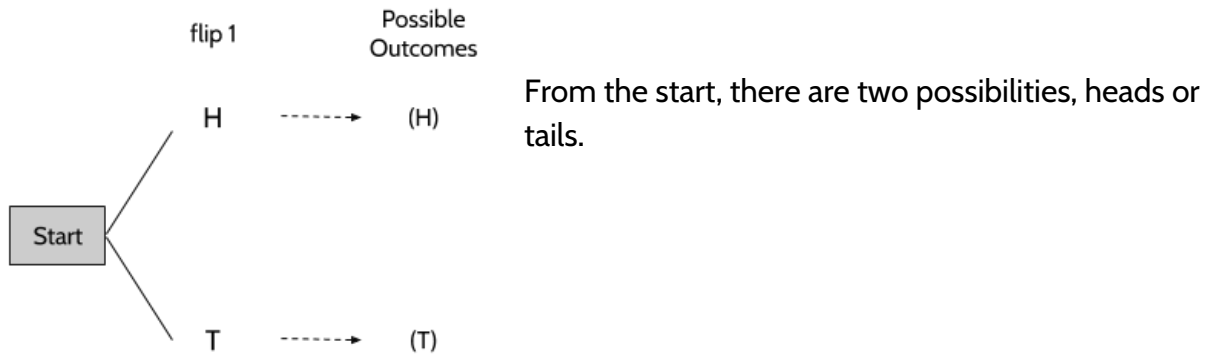 flip 1
Possible
Outcomes
From the start, there are two possibilities, heads or
tails.
H
(H)
Start
T
(T)